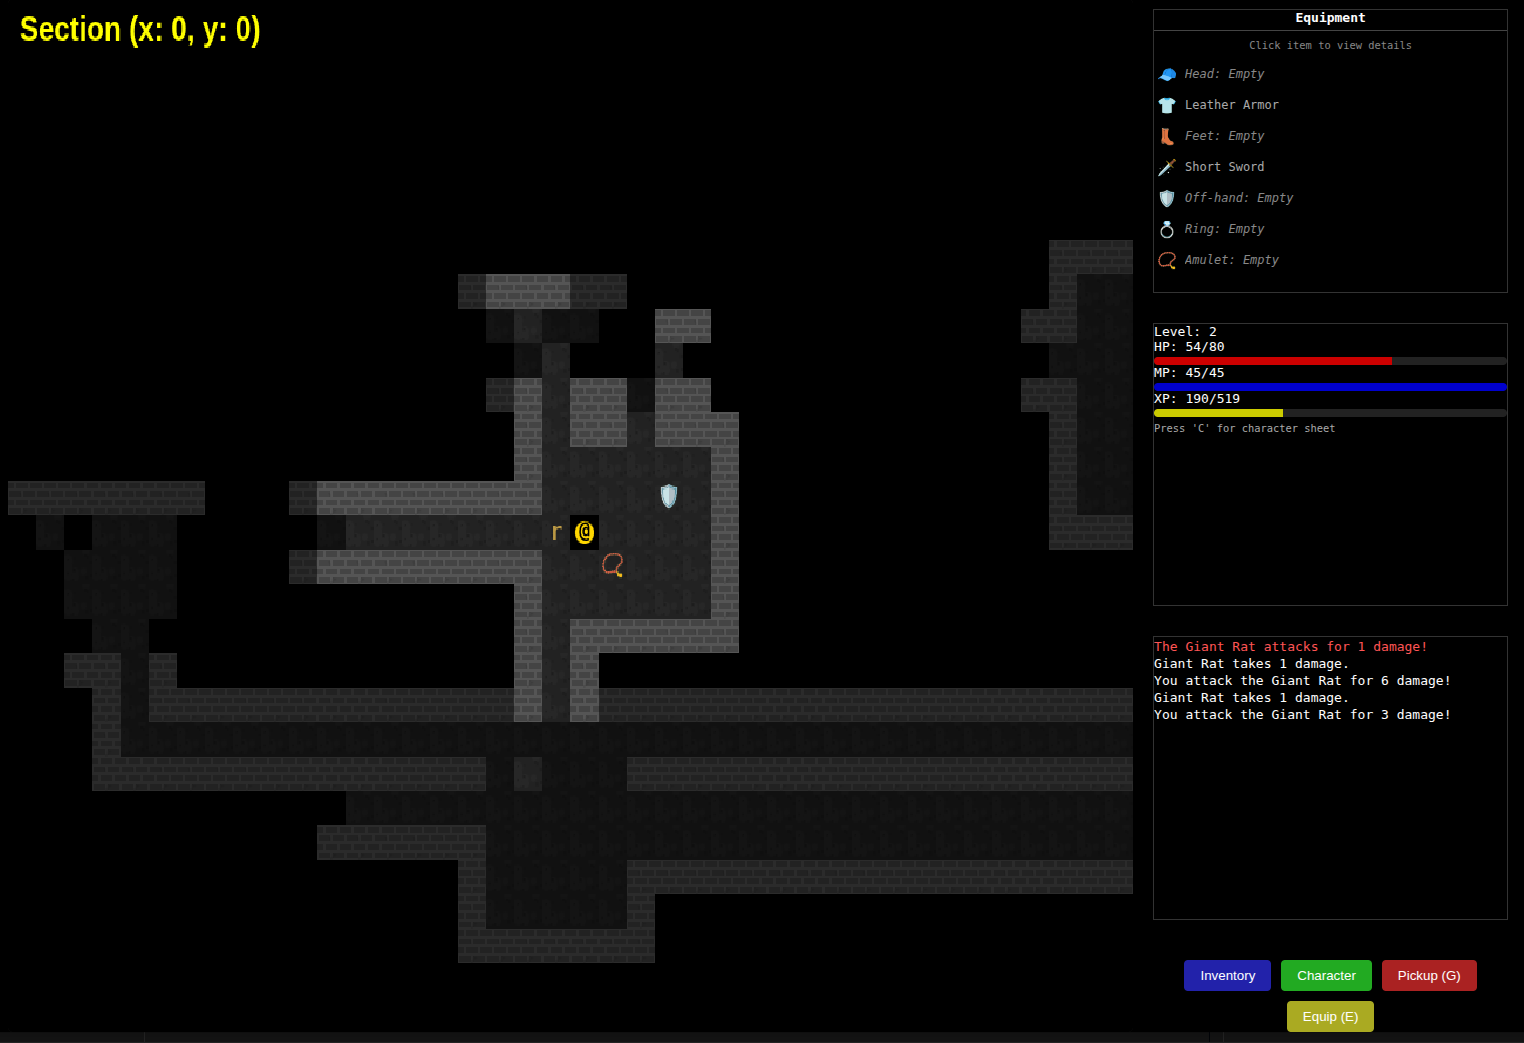 Section (x: 0, y: 0)
r @
Equipment
Click item to view details
Head: Empty
Leather Armor
Feet: Empty
Short Sword
Off-hand: Empty
Ring: Empty
Amulet: Empty
Level: 2
HP: 54/80
MP: 45/45
XP: 190/519
Press 'C' for character sheet
The Giant Rat attacks for 1 damage!
Giant Rat takes 1 damage.
You attack the Giant Rat for 6 damage!
Giant Rat takes 1 damage.
You attack the Giant Rat for 3 damage!
Inventory Character Pickup (G)
Equip (E)